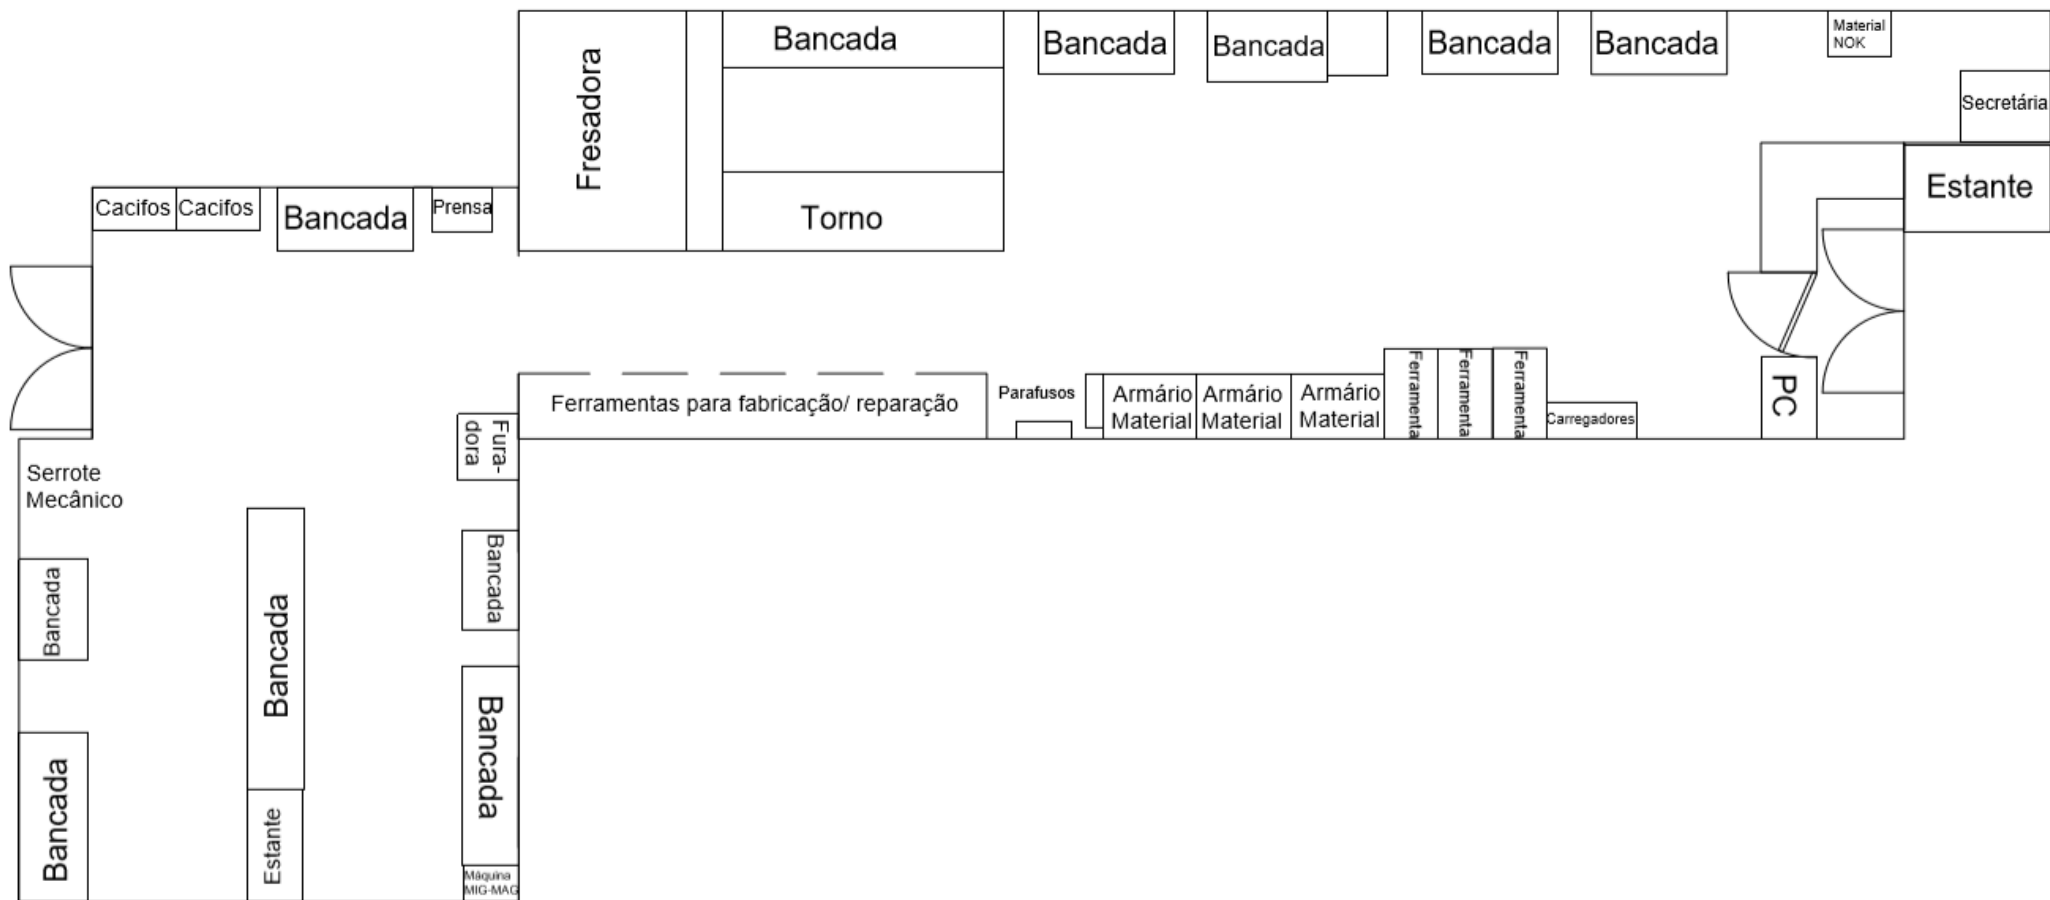 Fresadora
Bancada
Bancada
Bancada
Bancada
Bancada
Material
NOK
Secretária
Estante
Cacifos
Cacifos
Bancada
Prensa
Torno
Ferramentas para fabricação/ reparação
Parafusos
Armário
Material
Armário
Material
Armário
Material
Ferramenta
Ferramenta
Ferramenta
Carregadores
PC
Fura-
dora
Serrote
Mecânico
Bancada
Bancada
Bancada
Bancada
Bancada
Estante
Máquina
MIG-MAG